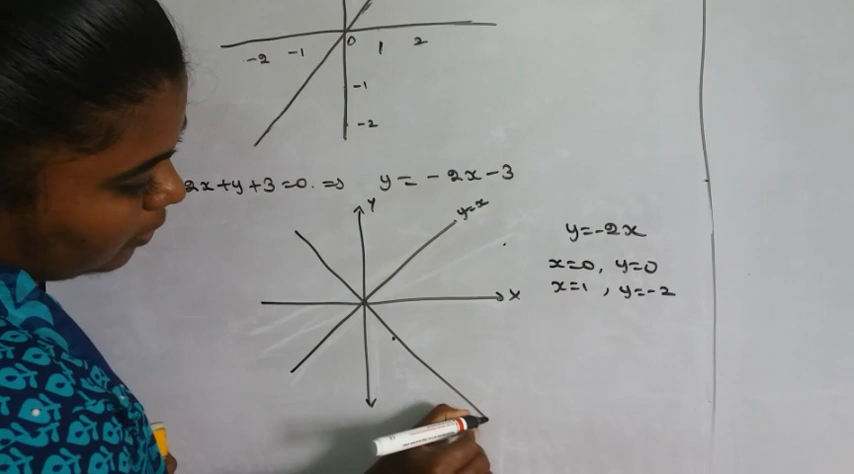 -2 -1 0 1 2
-1
-2
2x+y+3=0. ⇒ y = -2x-3
y
y=x
y=-2x
x
x=0, y=0
x=1, y=-2